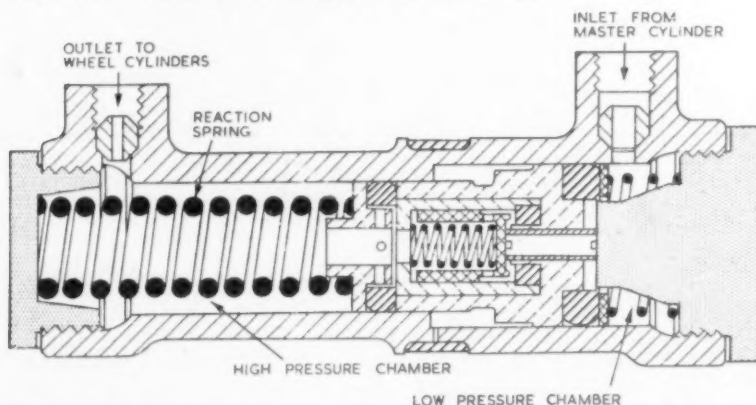 OUTLET TO
WHEEL CYLINDERS
REACTION
SPRING
INLET FROM
MASTER CYLINDER
HIGH PRESSURE CHAMBER
LOW PRESSURE CHAMBER